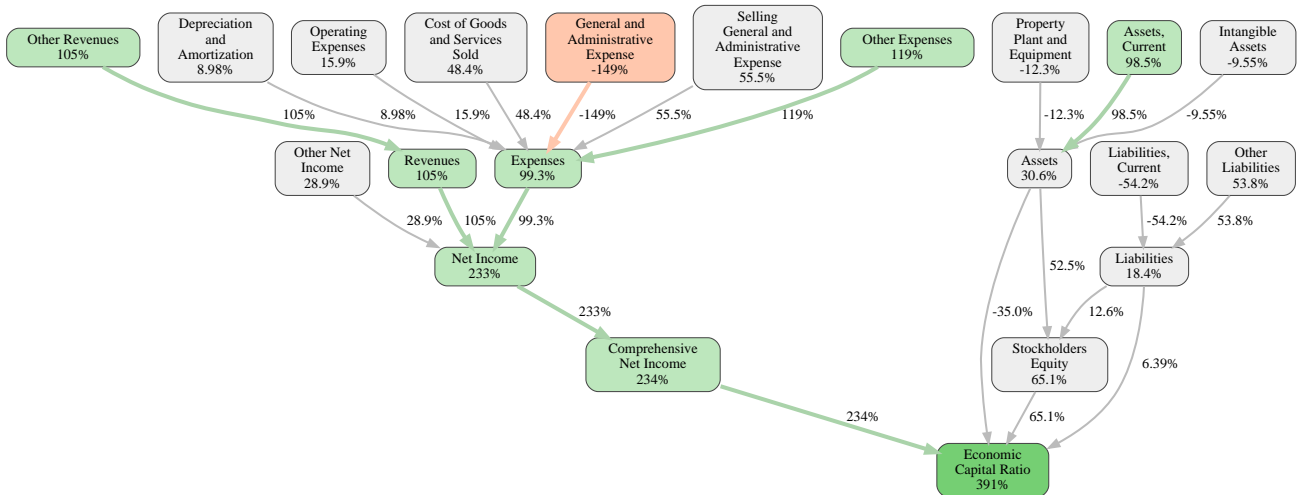 Other Revenues
105%
Depreciation
and
Amortization
8.98%
Operating
Expenses
15.9%
Cost of Goods
and Services
Sold
48.4%
General and
Administrative
Expense
-149%
Selling
General and
Administrative
Expense
55.5%
Other Expenses
119%
Property
Plant and
Equipment
-12.3%
Assets,
Current
98.5%
Intangible
Assets
-9.55%
105%
8.98%
15.9%
48.4%
-149%
55.5%
119%
-12.3%
98.5%
-9.55%
Other Net
Income
28.9%
Revenues
105%
Expenses
99.3%
Assets
30.6%
Liabilities,
Current
-54.2%
Other
Liabilities
53.8%
28.9%
105%
99.3%
-54.2%
53.8%
Net Income
233%
52.5%
Liabilities
18.4%
233%
-35.0%
12.6%
Comprehensive
Net Income
234%
Stockholders
Equity
65.1%
6.39%
234%
65.1%
Economic
Capital Ratio
391%